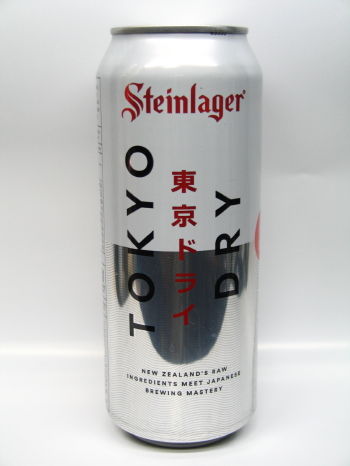 Steinlager
TOKYO
東京ドライ
DRY
NEW ZEALAND'S RAW
INGREDIENTS MEET JAPANESE
BREWING MASTERY